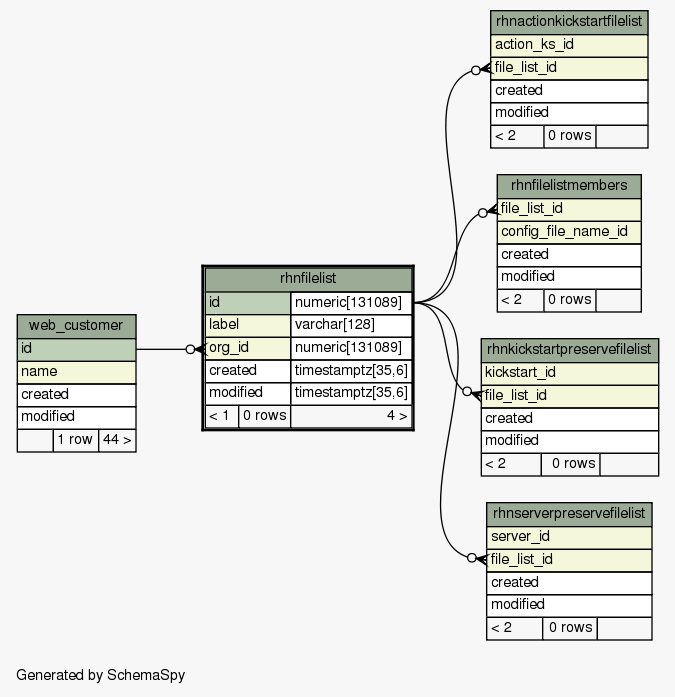 rhnactionkickstartfilelist
action_ks_id
file_list_id
created
modified
< 2 0 rows
rhnfilelistmembers
file_list_id
config_file_name_id
created
modified
< 2 0 rows
rhnfilelist
id numeric[131089]
label varchar[128]
org_id numeric[131089]
created timestamptz[35,6]
modified timestamptz[35,6]
< 1 0 rows 4 >
web_customer
id
name
created
modified
1 row 44 >
rhnkickstartpreservefilelist
kickstart_id
file_list_id
created
modified
< 2 0 rows
rhnserverpreservefilelist
server_id
file_list_id
created
modified
< 2 0 rows
Generated by SchemaSpy